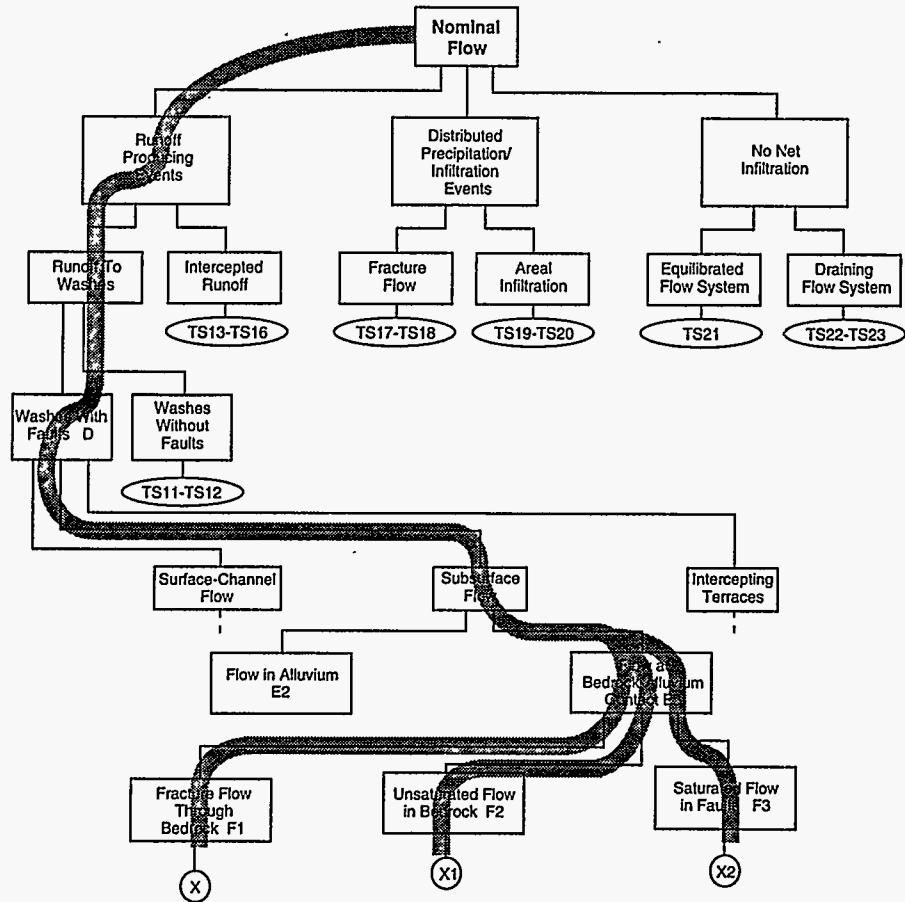 Nominal
Flow
Runoff
Producing
Events
Distributed
Precipitation/
Infiltration
Events
No Net
Infiltration
Runoff To
Washes
Intercepted
Runoff
Fracture
Flow
Areal
Infiltration
Equilibrated
Flow System
Draining
Flow System
TS13-TS16
TS17-TS18
TS19-TS20
TS21
TS22-TS23
Washes With
Faults D
Washes
Without
Faults
TS11-TS12
Surface-Channel
Flow
Subsurface
Flow
Intercepting
Terraces
Flow in Alluvium
E2
Bedrock/Alluvium
Contact
Fracture Flow
Through
Bedrock F1
Unsaturated Flow
in Bedrock F2
Saturated Flow
in Fault F3
X
X1
X2